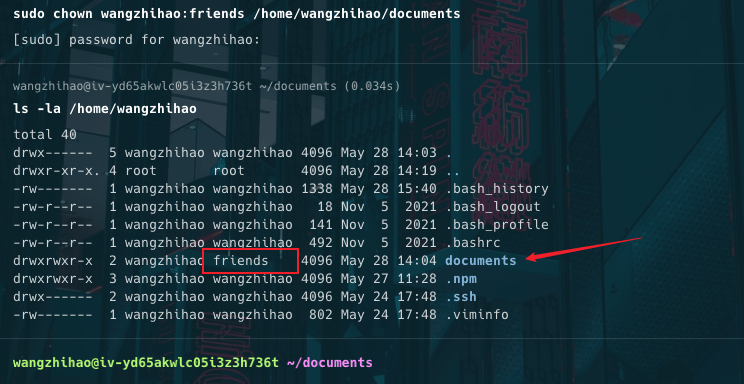 sudo chown wangzhihao:friends /home/wangzhihao/documents
[sudo] password for wangzhihao:
wangzhihao@iv-yd65akwlc05i3z3h736t ~/documents (0.034s)
ls -la /home/wangzhihao
total 40
drwx------  5 wangzhihao wangzhihao 4096 May 28 14:03 .
drwxr-xr-x. 4 root       root       4096 May 28 14:19 ..
-rw-------  1 wangzhihao wangzhihao 1338 May 28 15:40 .bash_history
-rw-r--r--  1 wangzhihao wangzhihao   18 Nov  5  2021 .bash_logout
-rw-r--r--  1 wangzhihao wangzhihao  141 Nov  5  2021 .bash_profile
-rw-r--r--  1 wangzhihao wangzhihao  492 Nov  5  2021 .bashrc
drwxrwxr-x  2 wangzhihao friends    4096 May 28 14:04 documents
drwxrwxr-x  3 wangzhihao wangzhihao 4096 May 27 11:28 .npm
drwx------  2 wangzhihao wangzhihao 4096 May 24 17:48 .ssh
-rw-------  1 wangzhihao wangzhihao  802 May 24 17:48 .viminfo
wangzhihao@iv-yd65akwlc05i3z3h736t ~/documents